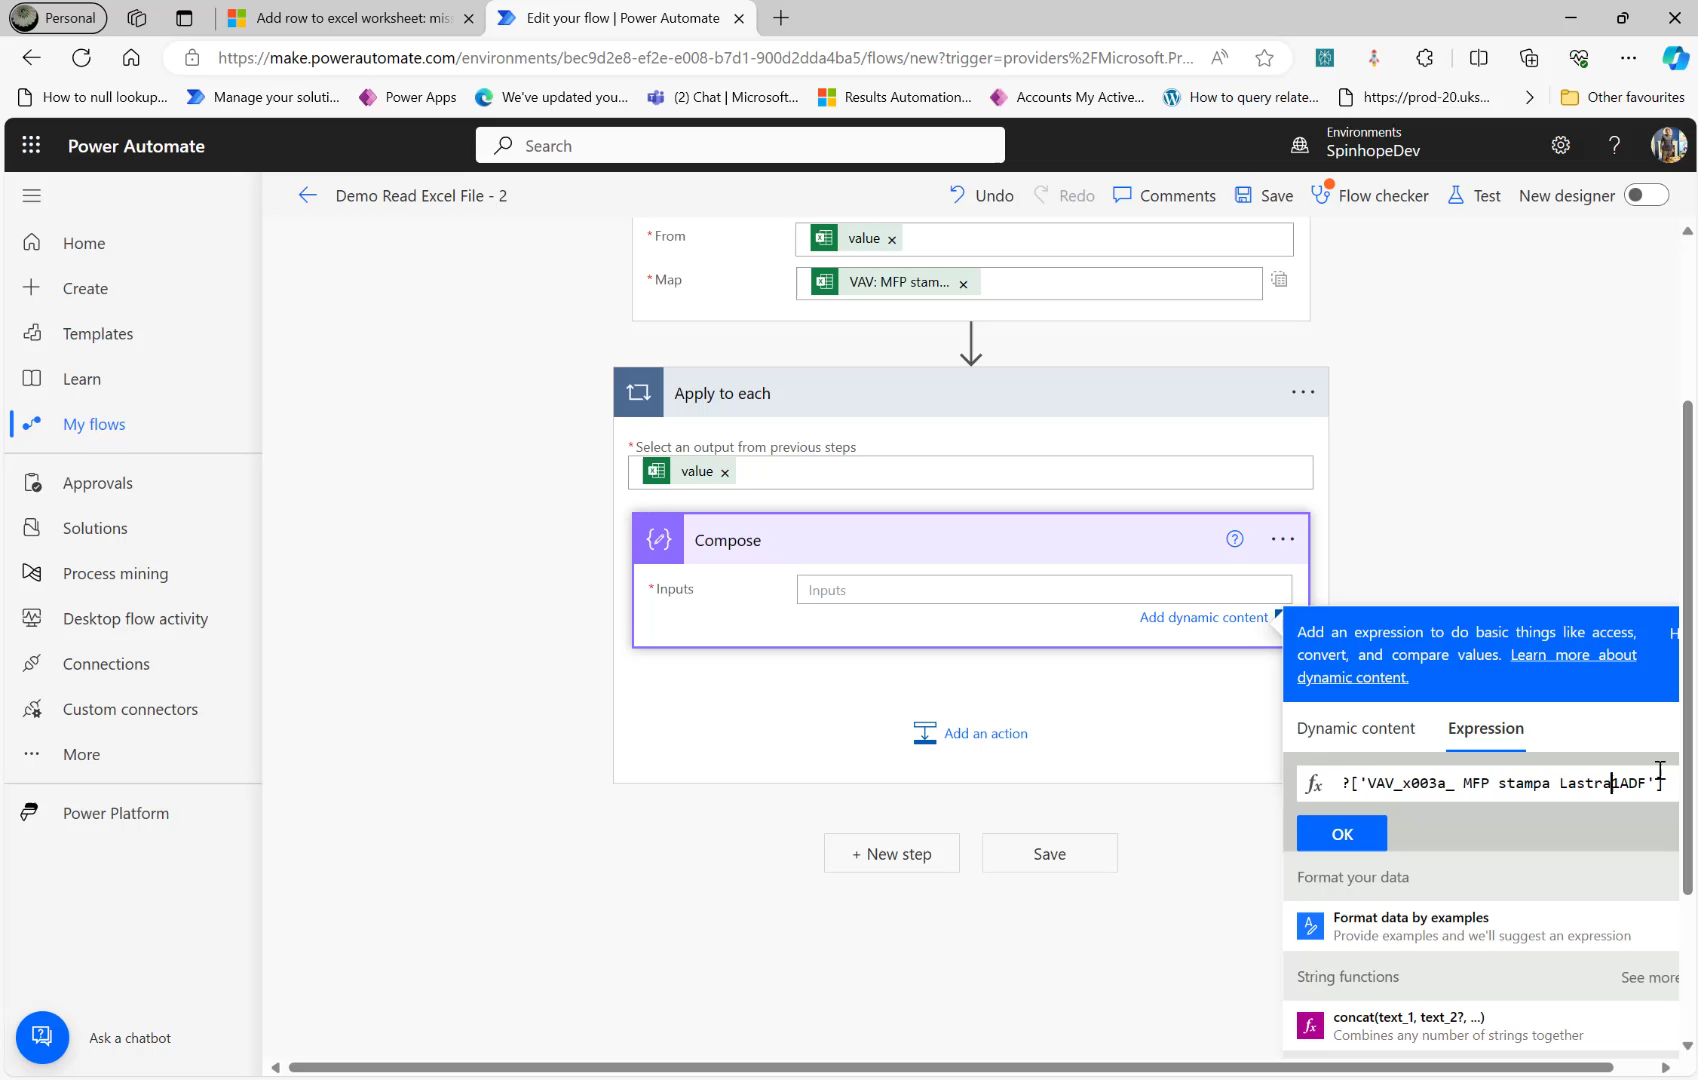 Personal
Add row to excel worksheet: mis
Edit your flow | Power Automate
https://make.powerautomate.com/environments/bec9d2e8-ef2e-e008-b7d1-900d2dda4ba5/flows/new?trigger=providers%2FMicrosoft.Pr...
How to null lookup...
Manage your soluti...
Power Apps
We've updated you...
(2) Chat | Microsoft...
Results Automation...
Accounts My Active...
How to query relate...
https://prod-20.uks...
Other favourites
Power Automate
Search
Environments
SpinhopeDev
Demo Read Excel File - 2
Undo
Redo
Comments
Save
Flow checker
Test
New designer
Home
Create
Templates
Learn
My flows
Approvals
Solutions
Process mining
Desktop flow activity
Connections
Custom connectors
More
Power Platform
Ask a chatbot
* From
value
* Map
VAV: MFP stam...
Apply to each
* Select an output from previous steps
value
Compose
* Inputs
Inputs
Add dynamic content
Add an action
+ New step
Save
Add an expression to do basic things like access,
convert, and compare values. Learn more about
dynamic content.
H
Dynamic content
Expression
fx
?['VAV_x003a_ MFP stampa Lastra1ADF']
OK
Format your data
Format data by examples
Provide examples and we'll suggest an expression
String functions
See more
fx
concat(text_1, text_2?, ...)
Combines any number of strings together